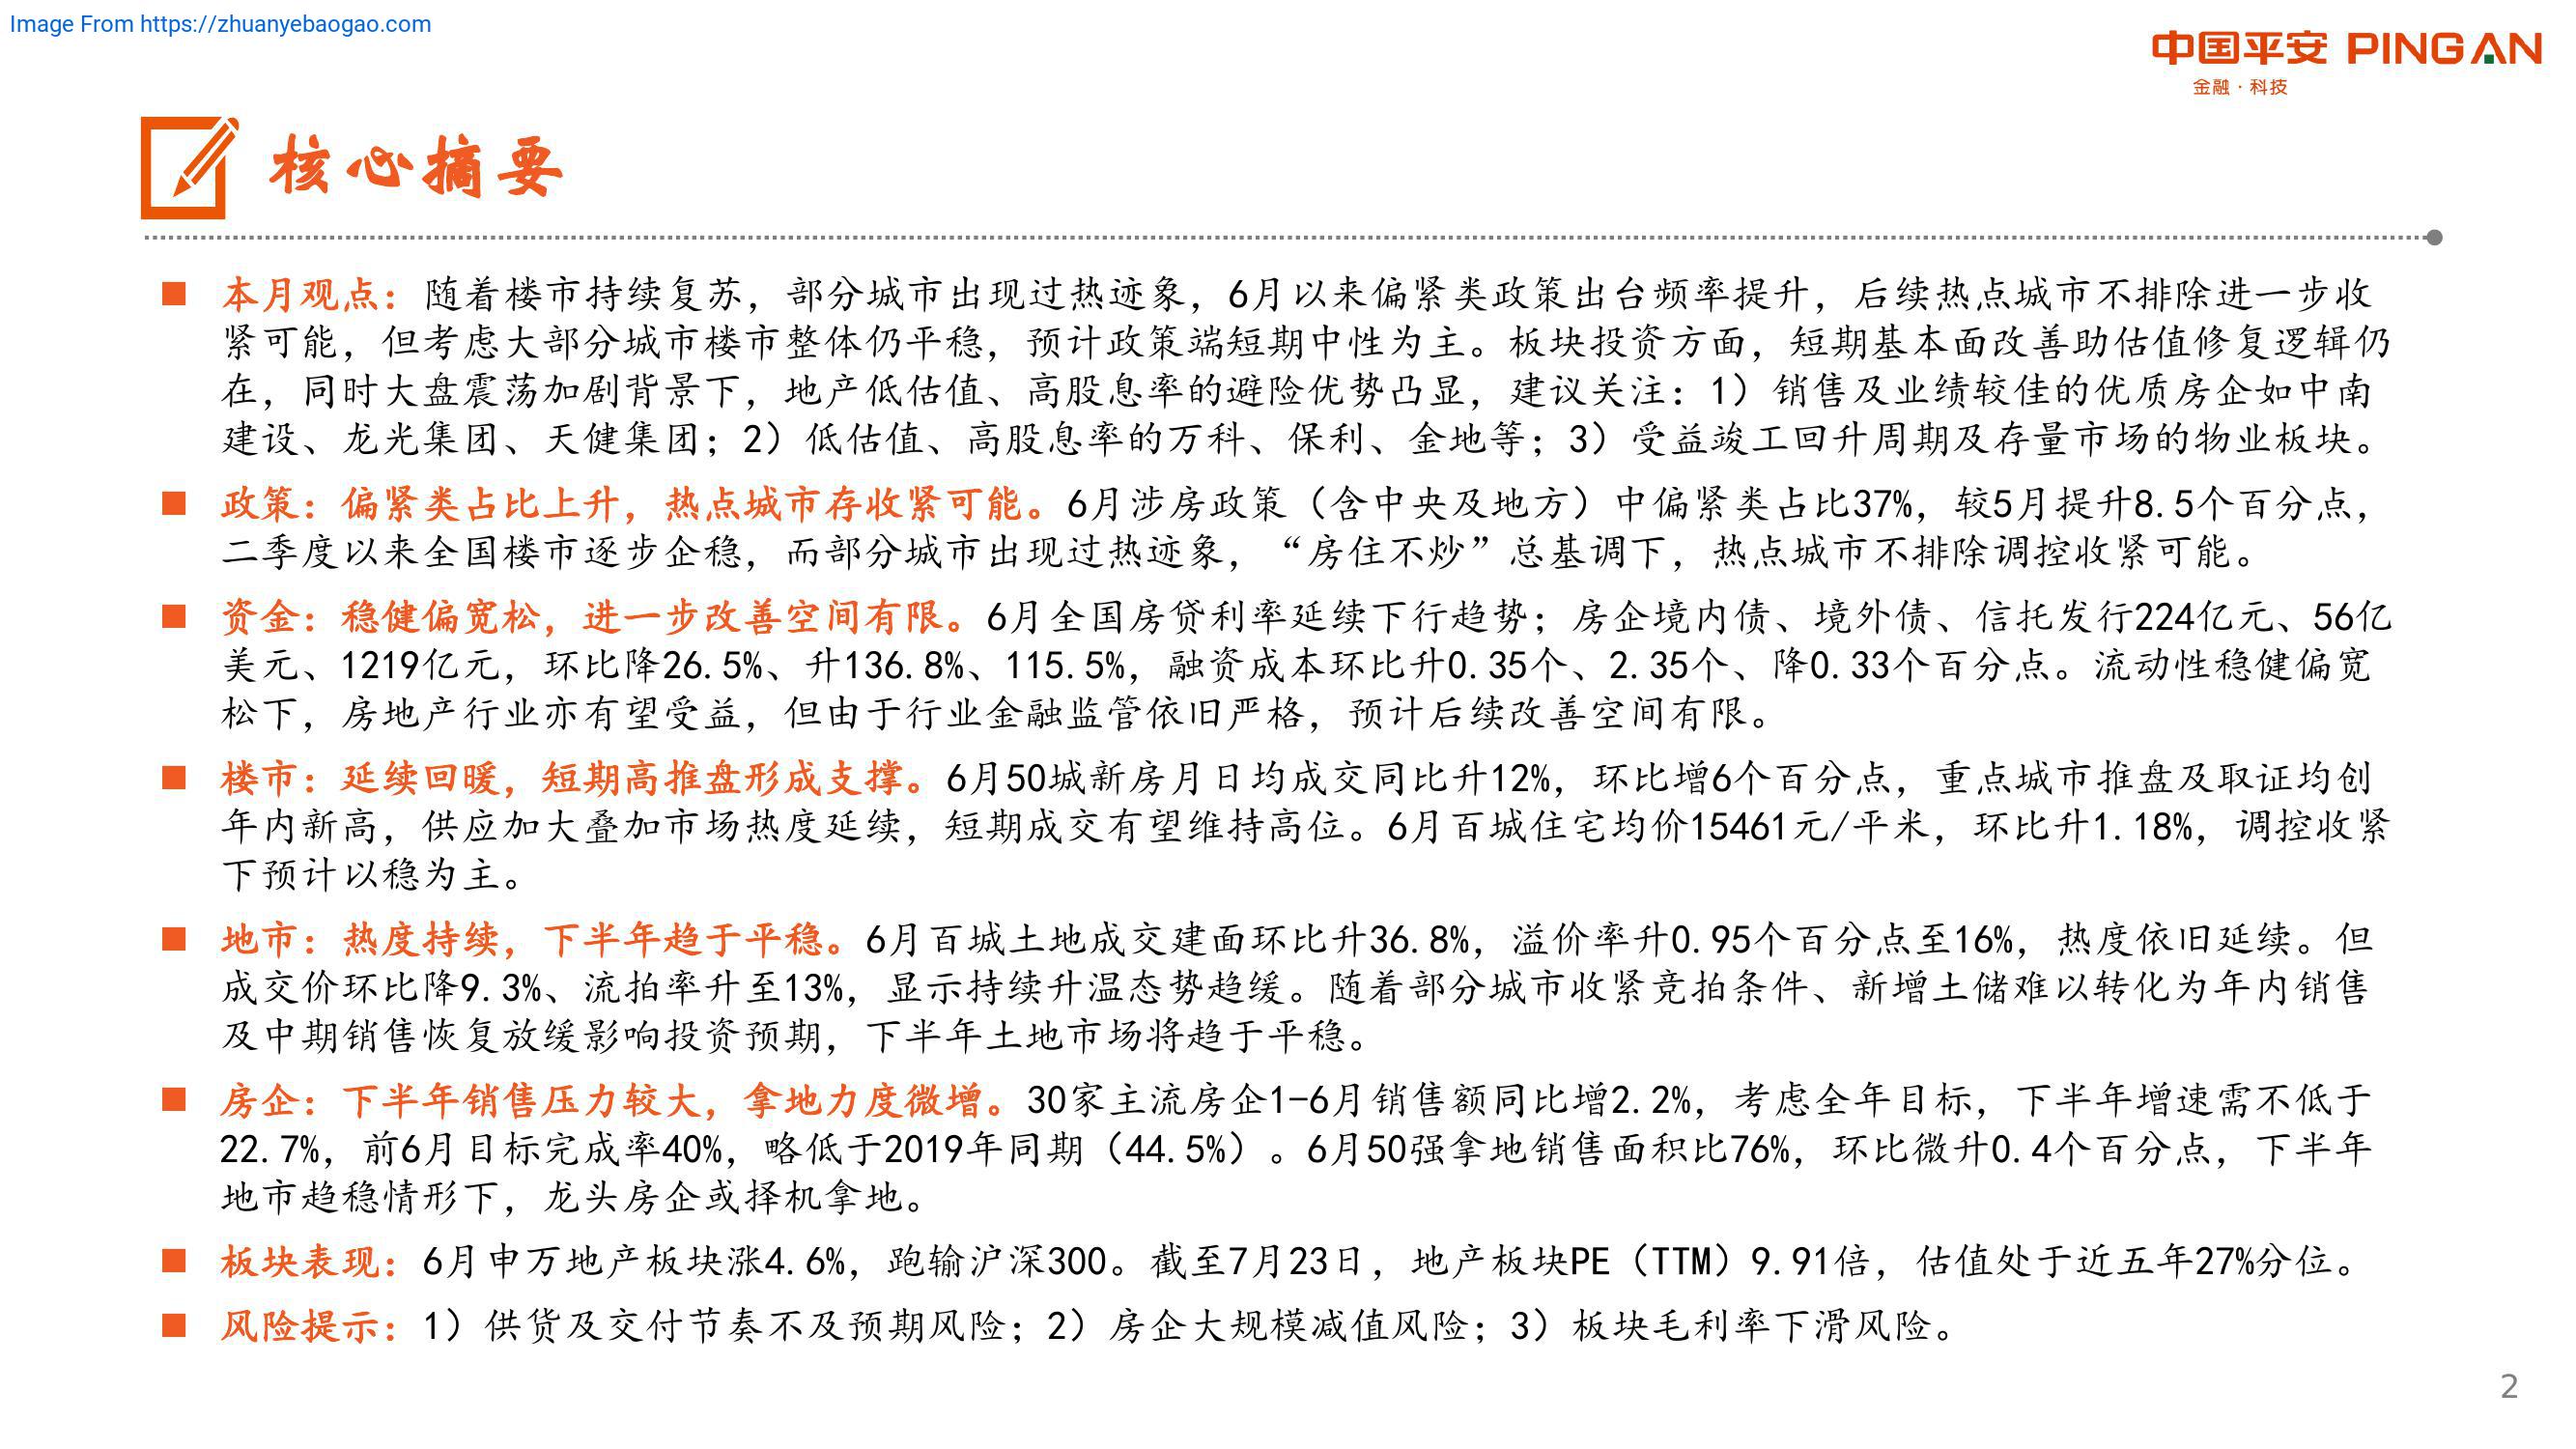 Image From https://zhuanyebaogao.com
中国平安 PINGAN
金融·科技
核心摘要
本月观点：随着楼市持续复苏，部分城市出现过热迹象，6月以来偏紧类政策出台频率提升，后续热点城市不排除进一步收
紧可能，但考虑大部分城市楼市整体仍平稳，预计政策端短期中性为主。板块投资方面，短期基本面改善助估值修复逻辑仍
在，同时大盘震荡加剧背景下，地产低估值、高股息率的避险优势凸显，建议关注：1）销售及业绩较佳的优质房企如中南
建设、龙光集团、天健集团；2）低估值、高股息率的万科、保利、金地等；3）受益竣工回升周期及存量市场的物业板块。
政策：偏紧类占比上升，热点城市存收紧可能。6月涉房政策（含中央及地方）中偏紧类占比37%，较5月提升8.5个百分点，
二季度以来全国楼市逐步企稳，而部分城市出现过热迹象，“房住不炒”总基调下，热点城市不排除调控收紧可能。
资金：稳健偏宽松，进一步改善空间有限。6月全国房贷利率延续下行趋势；房企境内债、境外债、信托发行224亿元、56亿
美元、1219亿元，环比降26.5%、升136.8%、115.5%，融资成本环比升0.35个、2.35个、降0.33个百分点。流动性稳健偏宽
松下，房地产行业亦有望受益，但由于行业金融监管依旧严格，预计后续改善空间有限。
楼市：延续回暖，短期高推盘形成支撑。6月50城新房月日均成交同比升12%，环比增6个百分点，重点城市推盘及取证均创
年内新高，供应加大叠加市场热度延续，短期成交有望维持高位。6月百城住宅均价15461元/平米，环比升1.18%，调控收紧
下预计以稳为主。
地市：热度持续，下半年趋于平稳。6月百城土地成交建面环比升36.8%，溢价率升0.95个百分点至16%，热度依旧延续。但
成交价环比降9.3%、流拍率升至13%，显示持续升温态势趋缓。随着部分城市收紧竞拍条件、新增土储难以转化为年内销售
及中期销售恢复放缓影响投资预期，下半年土地市场将趋于平稳。
房企：下半年销售压力较大，拿地力度微增。30家主流房企1-6月销售额同比增2.2%，考虑全年目标，下半年增速需不低于
22.7%，前6月目标完成率40%，略低于2019年同期（44.5%）。6月50强拿地销售面积比76%，环比微升0.4个百分点，下半年
地市趋稳情形下，龙头房企或择机拿地。
板块表现：6月申万地产板块涨4.6%，跑输沪深300。截至7月23日，地产板块PE（TTM）9.91倍，估值处于近五年27%分位。
风险提示：1）供货及交付节奏不及预期风险；2）房企大规模减值风险；3）板块毛利率下滑风险。
2